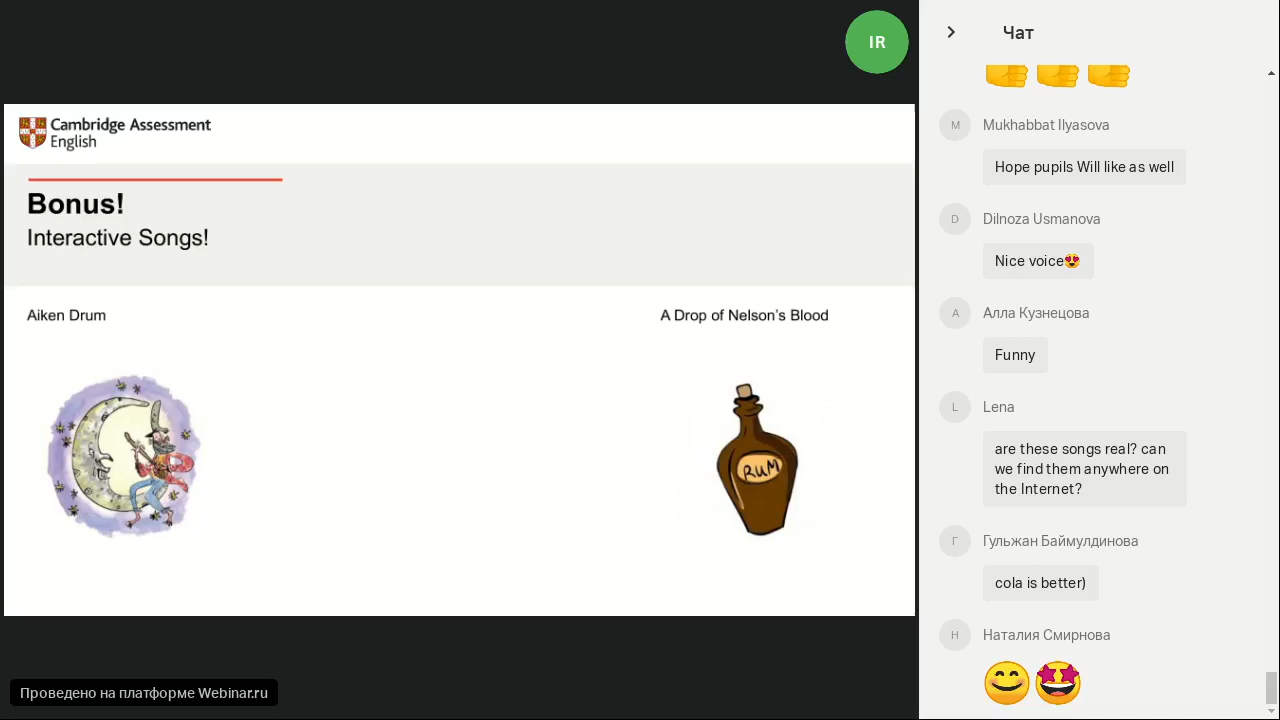 IR
Cambridge Assessment
English
Bonus!
Interactive Songs!
Aiken Drum
A Drop of Nelson's Blood
RUM
Проведено на платформе Webinar.ru
Чат
M
Mukhabbat Ilyasova
Hope pupils Will like as well
D
Dilnoza Usmanova
Nice voice😍
А
Алла Кузнецова
Funny
L
Lena
are these songs real? can
we find them anywhere on
the Internet?
Г
Гульжан Баймулдинова
cola is better)
Н
Наталия Смирнова